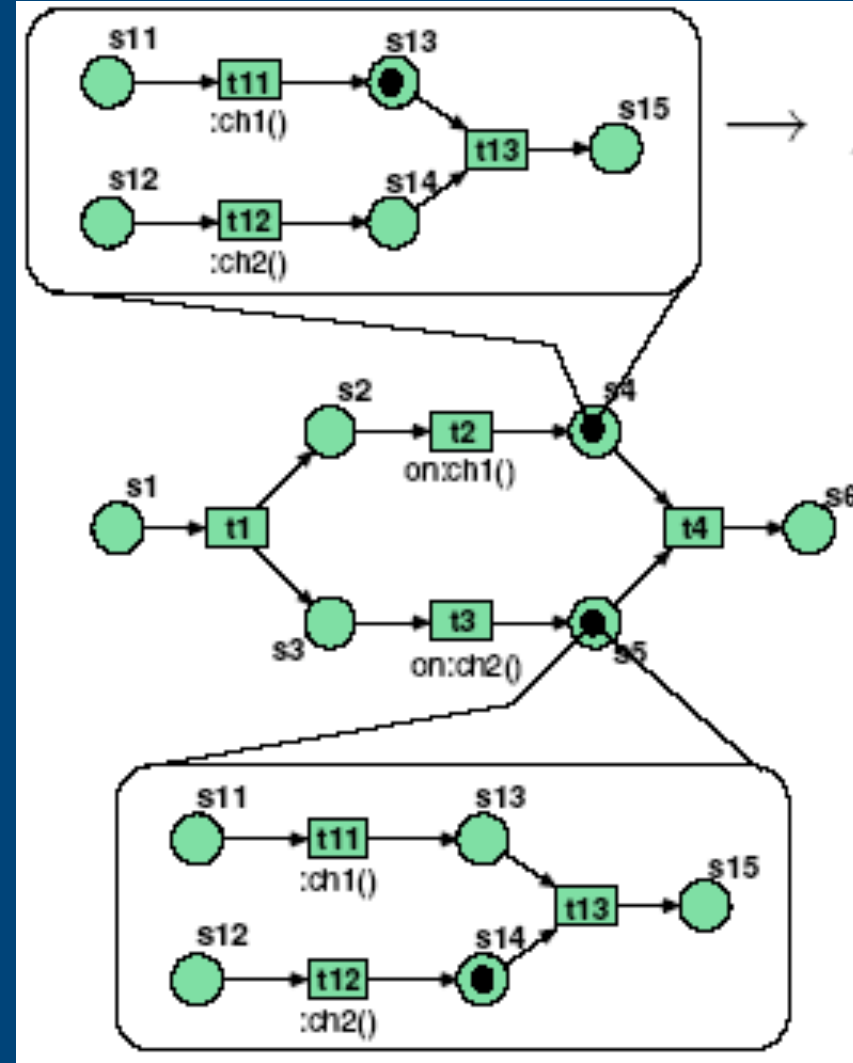 s11
s13
t11
:ch1()
s15
t13
s12
s14
t12
:ch2()
s2
s4
t2
on:ch1()
s1
s6
t1
t4
t3
s3
s5
on:ch2()
s11
s13
t11
:ch1()
s15
t13
s12
s14
t12
:ch2()